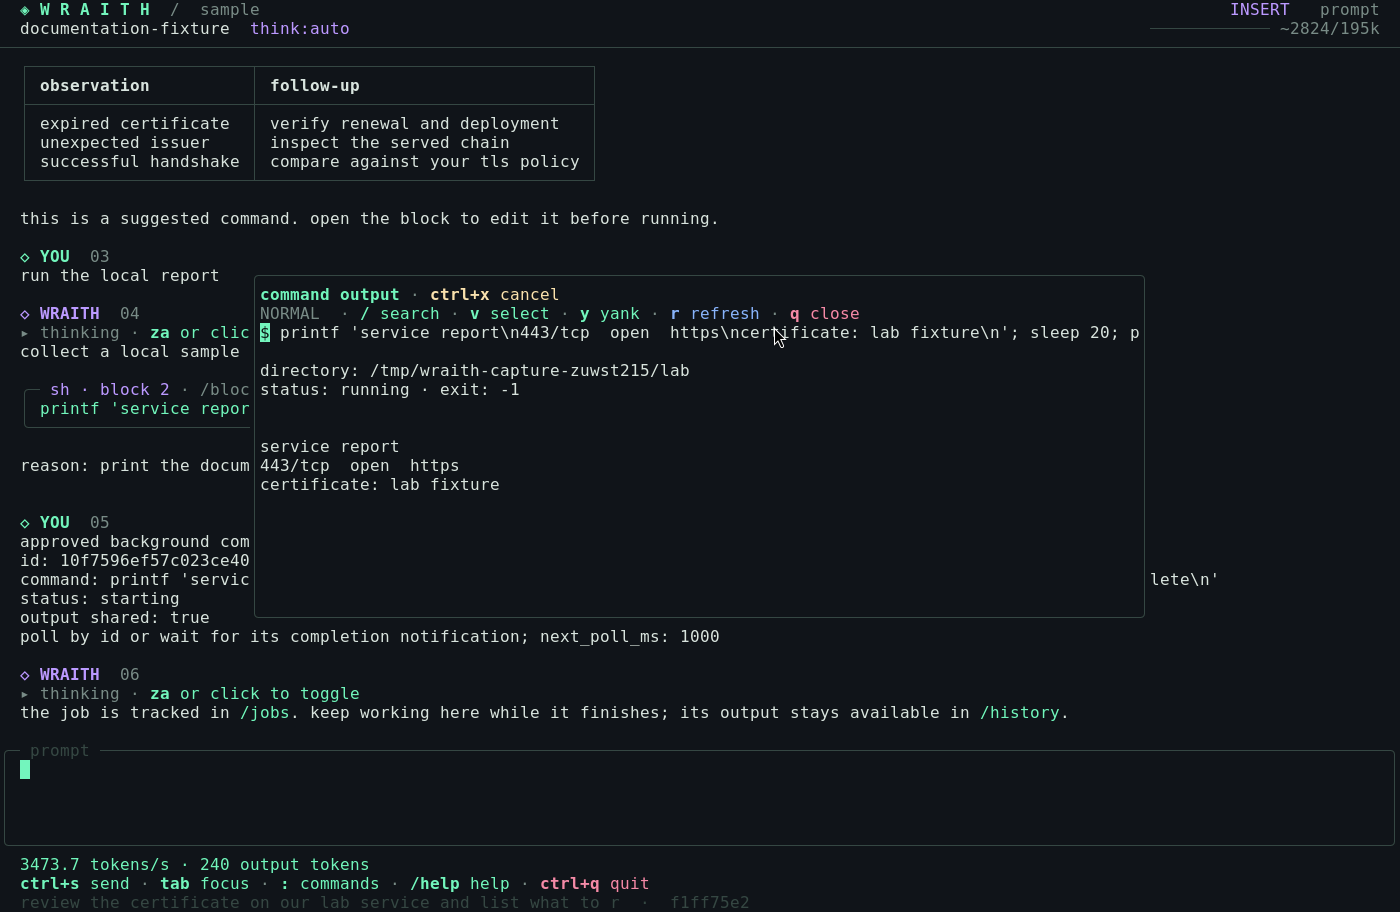 ◈ W R A I T H / sample INSERT prompt
documentation-fixture think:auto ~2824/195k
observation follow-up
expired certificate verify renewal and deployment
unexpected issuer inspect the served chain
successful handshake compare against your tls policy
this is a suggested command. open the block to edit it before running.
◇ YOU 03
run the local report
◇ WRAITH 04
▸ thinking · za or clic
collect a local sample
sh · block 2 · /bloc
printf 'service repor
reason: print the docum
command output · ctrl+x cancel
NORMAL · / search · v select · y yank · r refresh · q close
$ printf 'service report\n443/tcp  open  https\ncertificate: lab fixture\n'; sleep 20; p
directory: /tmp/wraith-capture-zuwst215/lab
status: running · exit: -1
service report
443/tcp  open  https
certificate: lab fixture
◇ YOU 05
approved background com
id: 10f7596ef57c023ce40
command: printf 'servic lete\n'
status: starting
output shared: true
poll by id or wait for its completion notification; next_poll_ms: 1000
◇ WRAITH 06
▸ thinking · za or click to toggle
the job is tracked in /jobs. keep working here while it finishes; its output stays available in /history.
prompt
3473.7 tokens/s · 240 output tokens
ctrl+s send · tab focus · : commands · /help help · ctrl+q quit
review the certificate on our lab service and list what to r · f1ff75e2